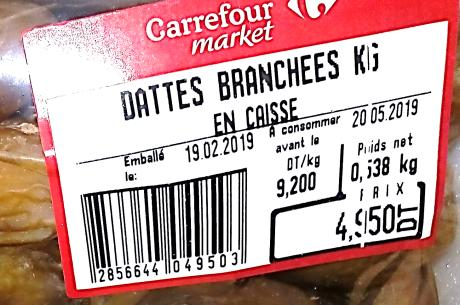 Carrefour
market
DATTES BRANCHEES KG
EN CAISSE
Emballé le: 19.02.2019
A consommer avant le 20 05.2019
DT/kg
9,200
Poids net
0,538 kg
PRIX
4,950DT
2856644 049503